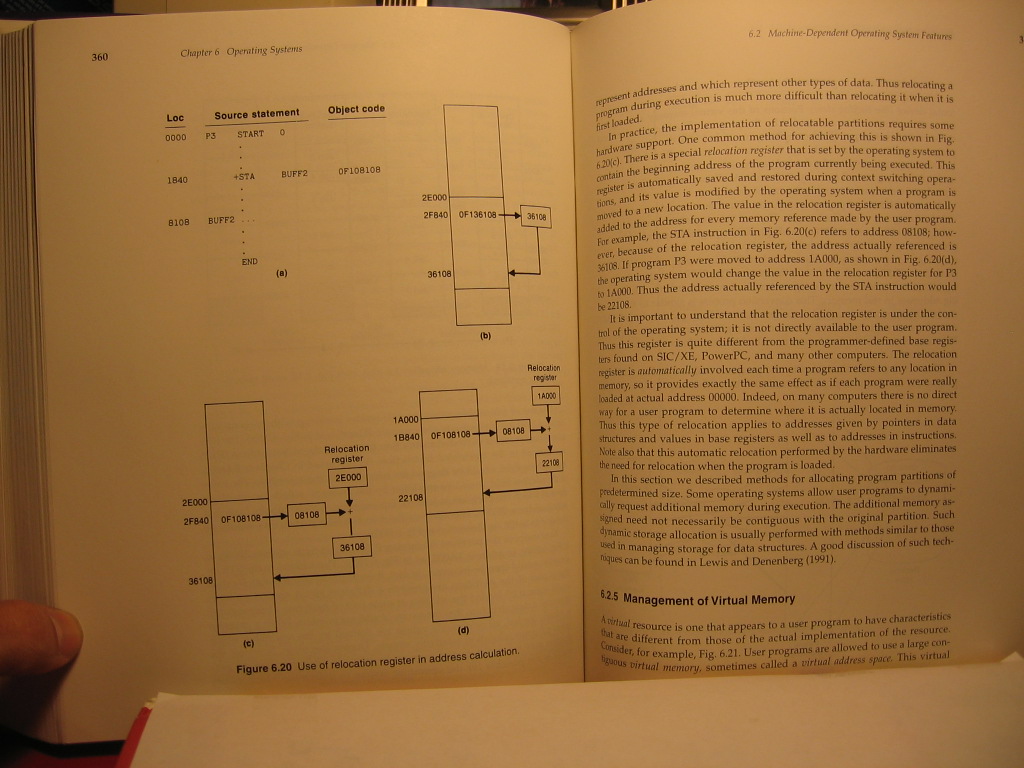 360
Chapter 6 Operating Systems
Loc Source statement Object code
0000 P3 START 0
.
.
.
1840 +STA BUFF2 0F108108
.
.
.
8108 BUFF2 ...
.
.
.
END
(a)
2E000
2F840 0F136108 36108
36108
(b)
Relocation
register
2E000
2E000
2F840 0F108108 08108 +
36108
36108
(c)
Relocation
register
1A000
1A000
1B840 0F108108 08108 +
22108
22108
(d)
Figure 6.20 Use of relocation register in address calculation.
6.2 Machine-Dependent Operating System Features
3
represent addresses and which represent other types of data. Thus relocating a
program during execution is much more difficult than relocating it when it is
first loaded.
In practice, the implementation of relocatable partitions requires some
hardware support. One common method for achieving this is shown in Fig.
6.20(c). There is a special relocation register that is set by the operating system to
contain the beginning address of the program currently being executed. This
register is automatically saved and restored during context switching opera-
tions, and its value is modified by the operating system when a program is
moved to a new location. The value in the relocation register is automatically
added to the address for every memory reference made by the user program.
For example, the STA instruction in Fig. 6.20(c) refers to address 08108; how-
ever, because of the relocation register, the address actually referenced is
36108. If program P3 were moved to address 1A000, as shown in Fig. 6.20(d),
the operating system would change the value in the relocation register for P3
to 1A000. Thus the address actually referenced by the STA instruction would
be 22108.
It is important to understand that the relocation register is under the con-
trol of the operating system; it is not directly available to the user program.
Thus this register is quite different from the programmer-defined base regis-
ters found on SIC/XE, PowerPC, and many other computers. The relocation
register is automatically involved each time a program refers to any location in
memory, so it provides exactly the same effect as if each program were really
loaded at actual address 00000. Indeed, on many computers there is no direct
way for a user program to determine where it is actually located in memory.
Thus this type of relocation applies to addresses given by pointers in data
structures and values in base registers as well as to addresses in instructions.
Note also that this automatic relocation performed by the hardware eliminates
the need for relocation when the program is loaded.
In this section we described methods for allocating program partitions of
predetermined size. Some operating systems allow user programs to dynami-
cally request additional memory during execution. The additional memory as-
signed need not necessarily be contiguous with the original partition. Such
dynamic storage allocation is usually performed with methods similar to those
used in managing storage for data structures. A good discussion of such tech-
niques can be found in Lewis and Denenberg (1991).
6.2.5 Management of Virtual Memory
A virtual resource is one that appears to a user program to have characteristics
that are different from those of the actual implementation of the resource.
Consider, for example, Fig. 6.21. User programs are allowed to use a large con-
tiguous virtual memory, sometimes called a virtual address space. This virtual